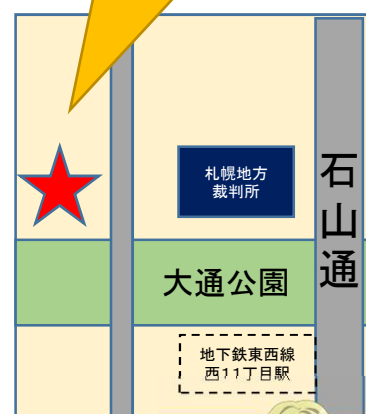 札幌地方
裁判所
石山通
大通公園
地下鉄東西線
西11丁目駅